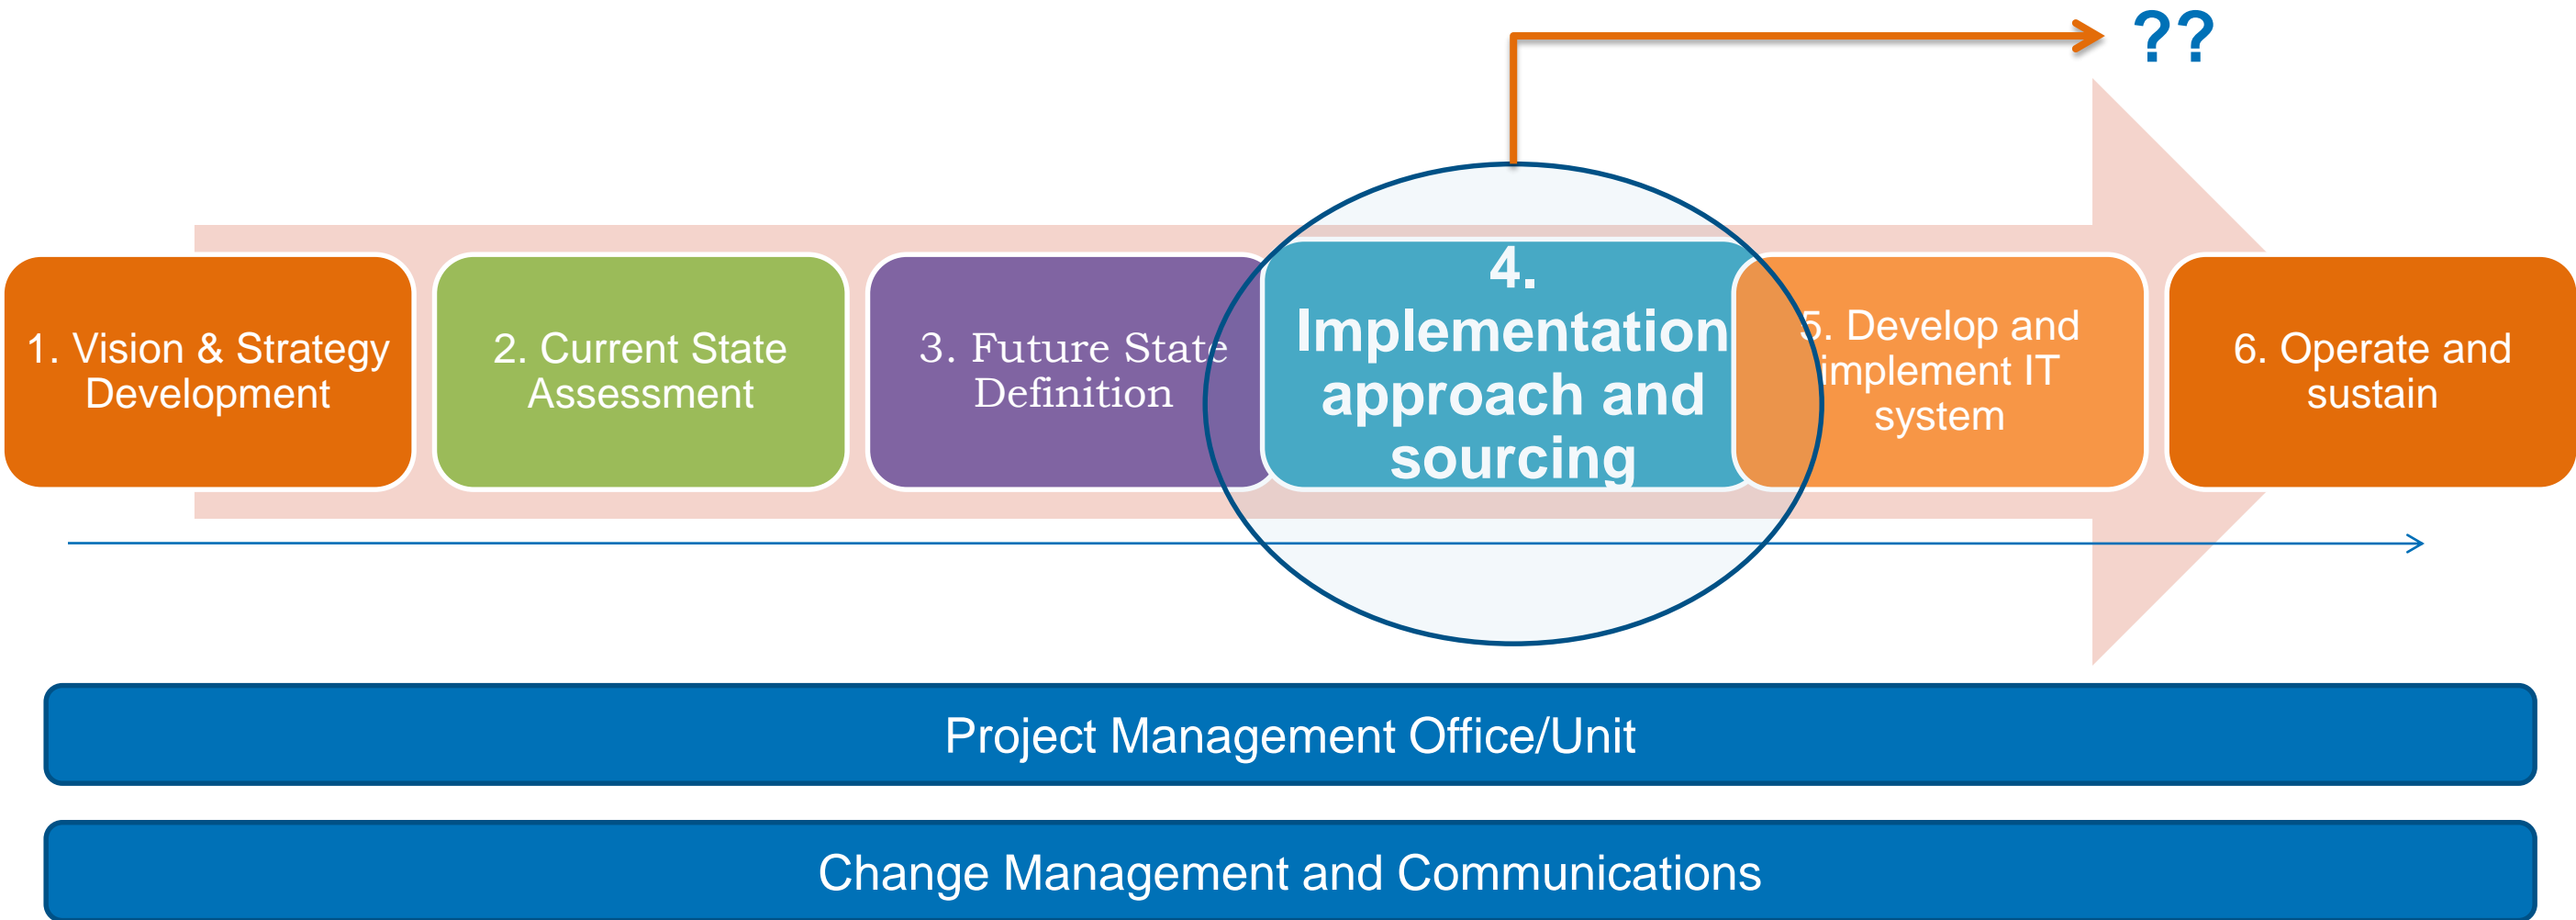 ??
1. Vision & Strategy
Development
2. Current State
Assessment
3. Future State
Definition
4.
Implementation
approach and
sourcing
5. Develop and
implement IT
system
6. Operate and
sustain
Project Management Office/Unit
Change Management and Communications